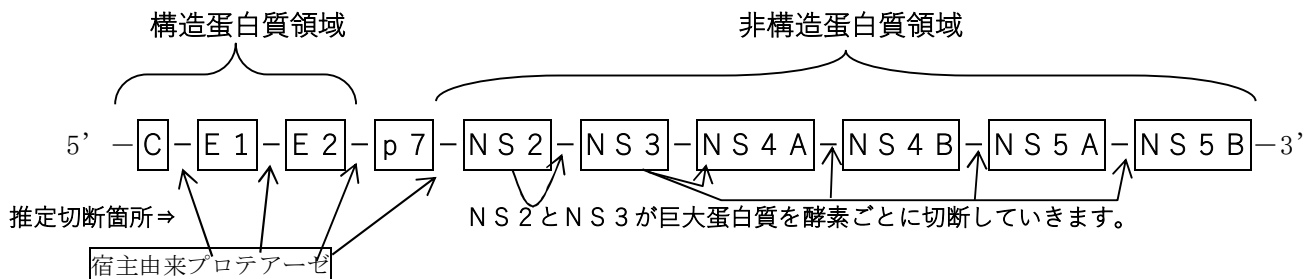 構造蛋白質領域 非構造蛋白質領域
5’ －C－E1－E2－p7－NS2－NS3－NS4A－NS4B－NS5A－NS5B－3’
推定切断箇所⇒ NS2とNS3が巨大蛋白質を酵素ごとに切断していきます。
宿主由来プロテアーゼ